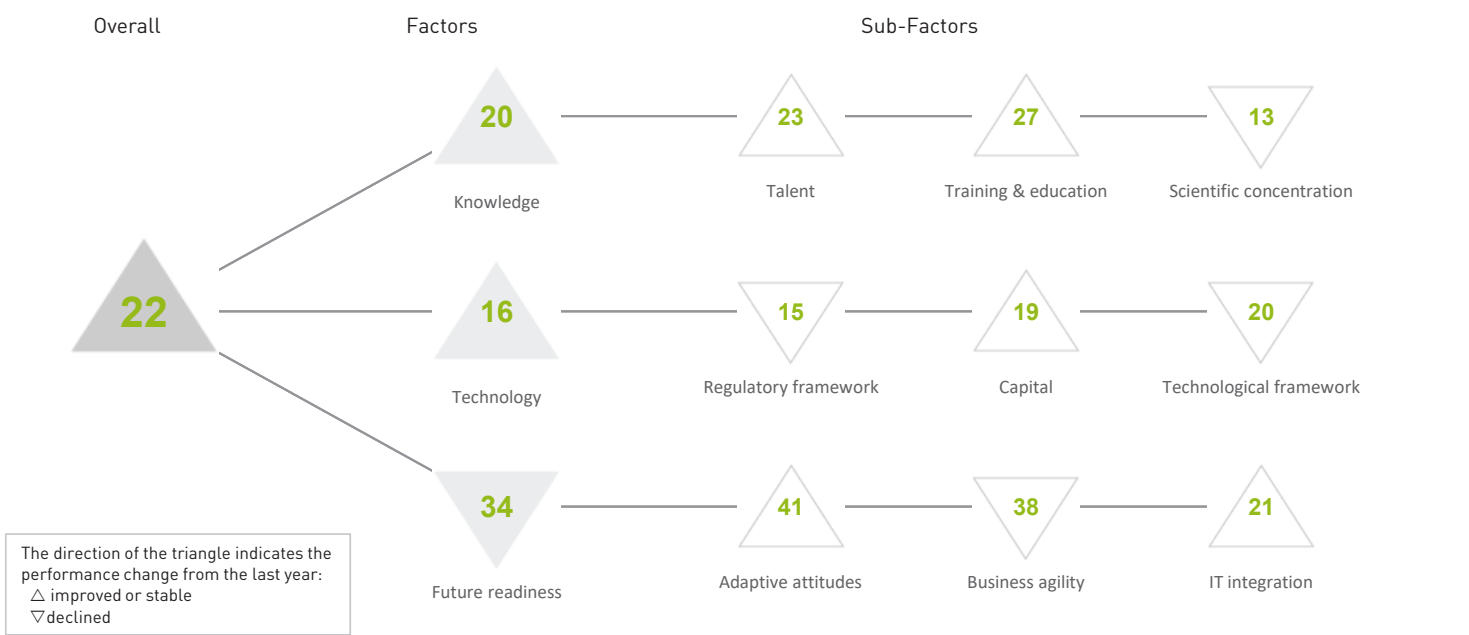 Overall Factors Sub-Factors
20 23 27 13
Knowledge Talent Training & education Scientific concentration
22 16 15 19 20
Technology Regulatory framework Capital Technological framework
34 41 38 21
Future readiness Adaptive attitudes Business agility IT integration
The direction of the triangle indicates the
performance change from the last year:
△ improved or stable
▽ declined